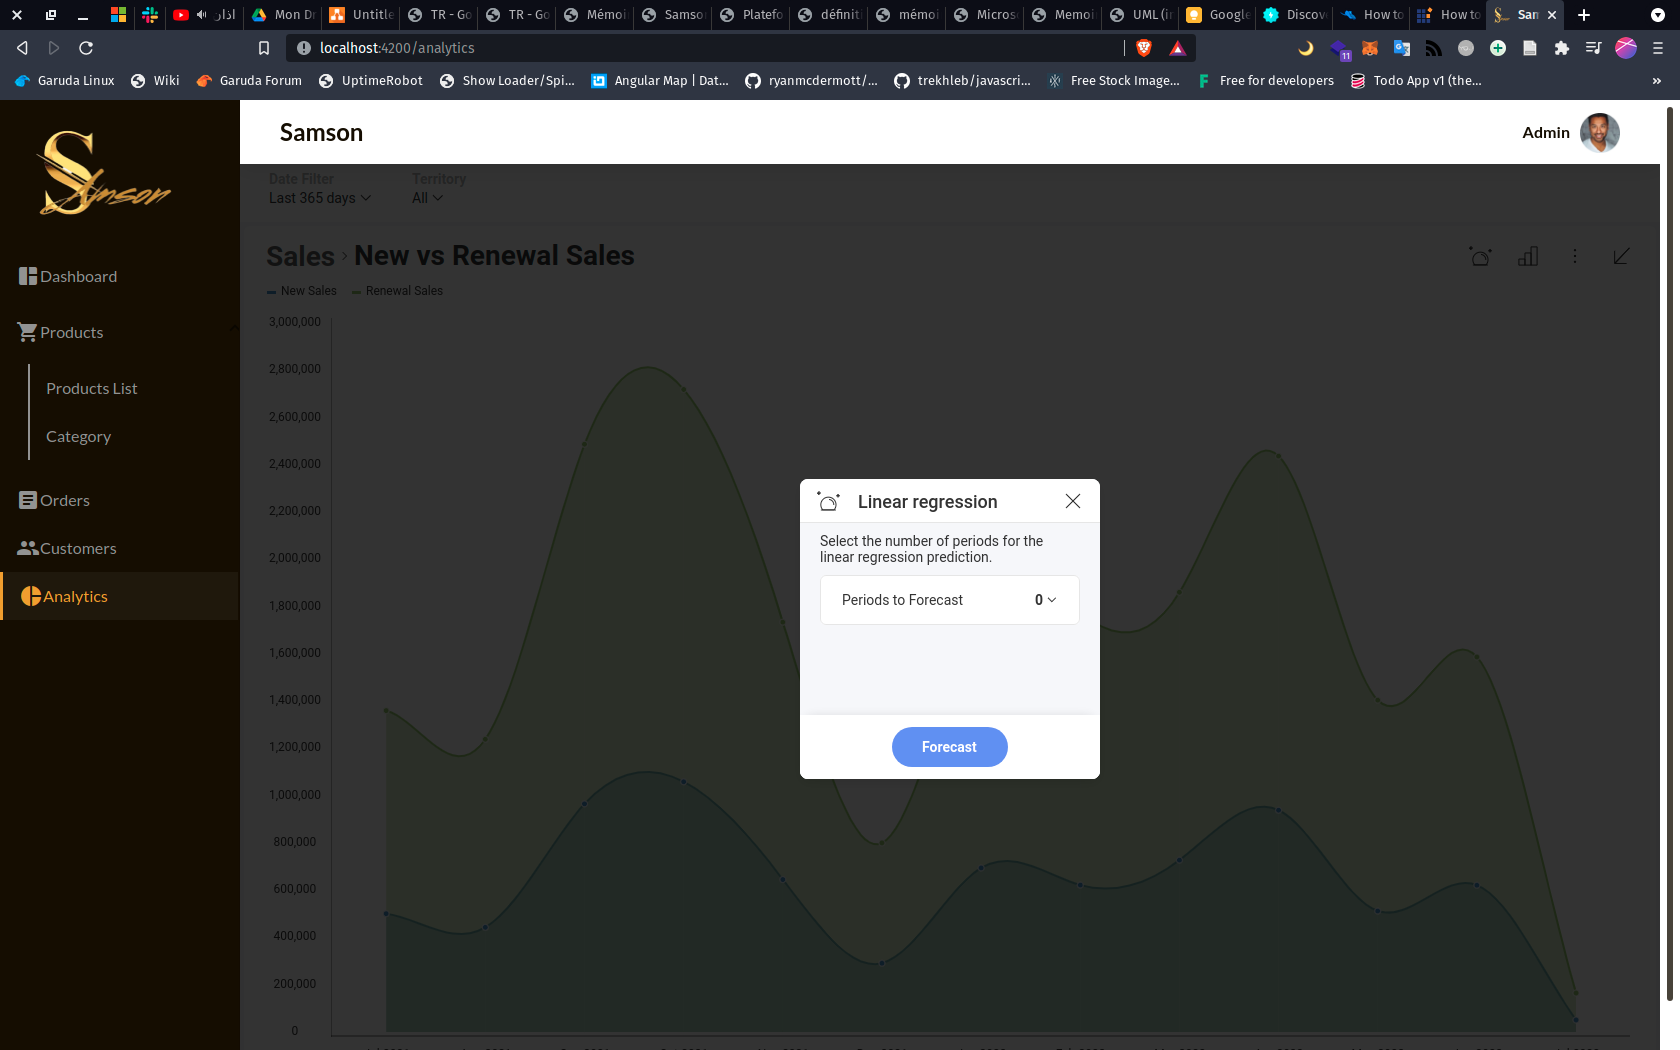 اذار
Mon Dr
Untitle
TR - Go
TR - Go
Mémoi
Samso
Platefo
définiti
mémoi
Micros
Memoi
UML (in
Google
Discov
How to
How to
Sam
localhost:4200/analytics
11
Garuda Linux
Wiki
Garuda Forum
UptimeRobot
Show Loader/Spi...
Angular Map | Dat...
ryanmcdermott/...
trekhleb/javascri...
Free Stock Image...
Free for developers
Todo App v1 (the...
»
Samson
Samson
Admin
Dashboard
Products
Products List
Category
Orders
Customers
Analytics
Date Filter
Last 365 days
Territory
All
Sales › New vs Renewal Sales
New Sales
Renewal Sales
3,000,000
2,800,000
2,600,000
2,400,000
2,200,000
2,000,000
1,800,000
1,600,000
1,400,000
1,200,000
1,000,000
800,000
600,000
400,000
200,000
0
Linear regression
Select the number of periods for the
linear regression prediction.
Periods to Forecast
0
Forecast